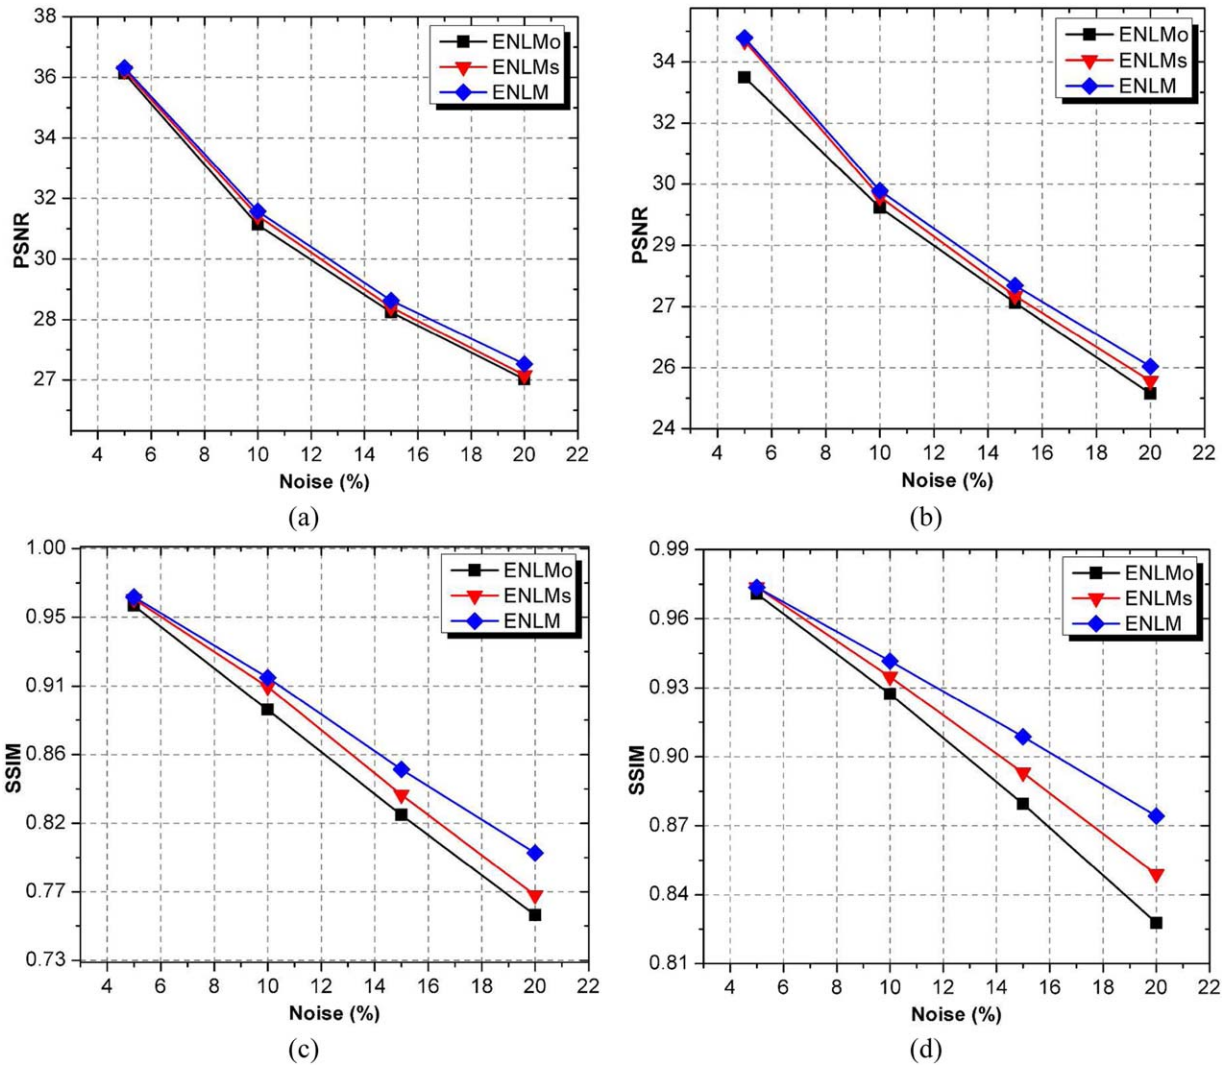 38
36
34
32
30
28
27
PSNR
4 6 8 10 12 14 16 18 20 22
Noise (%)
ENLMo
ENLMs
ENLM
(a)
34
32
30
29
27
26
24
PSNR
4 6 8 10 12 14 16 18 20 22
Noise (%)
ENLMo
ENLMs
ENLM
(b)
1.00
0.95
0.91
0.86
0.82
0.77
0.73
SSIM
4 6 8 10 12 14 16 18 20 22
Noise (%)
ENLMo
ENLMs
ENLM
(c)
0.99
0.96
0.93
0.90
0.87
0.84
0.81
SSIM
4 6 8 10 12 14 16 18 20 22
Noise (%)
ENLMo
ENLMs
ENLM
(d)